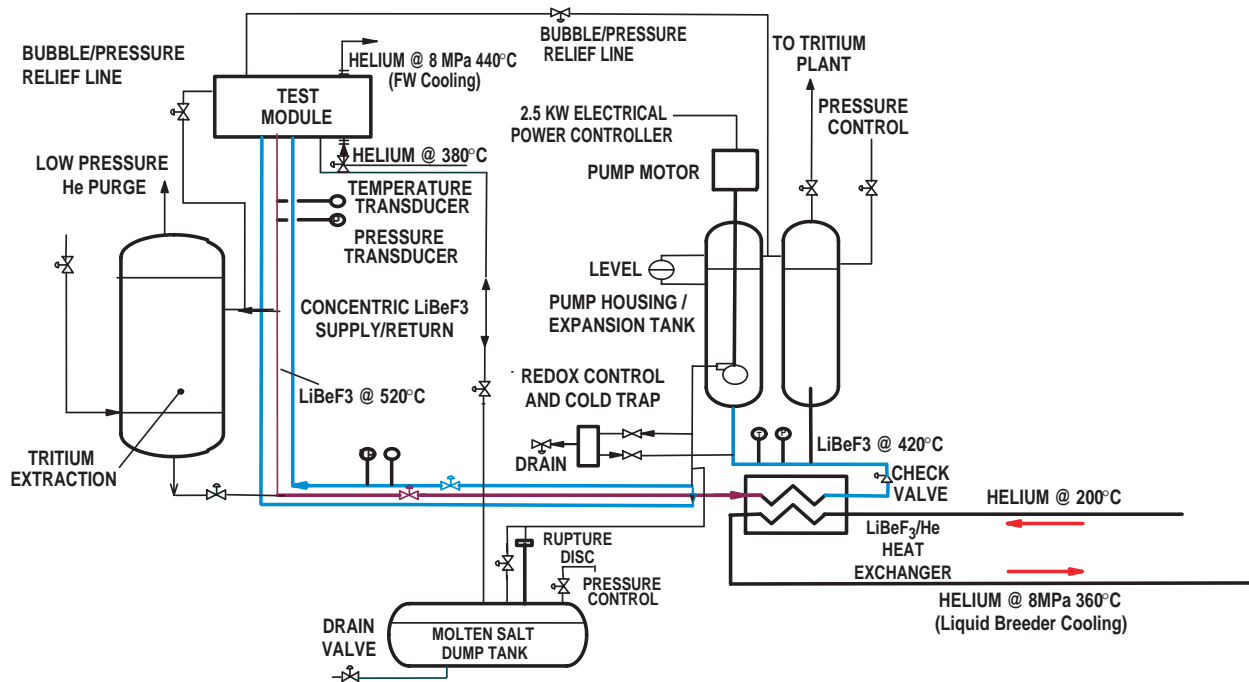 BUBBLE/PRESSURE
RELIEF LINE
HELIUM @ 8 MPa 440°C
(FW Cooling)
BUBBLE/PRESSURE
RELIEF LINE
TO TRITIUM
PLANT
TEST
MODULE
2.5 KW ELECTRICAL
POWER CONTROLLER
PRESSURE
CONTROL
LOW PRESSURE
He PURGE
HELIUM @ 380°C
PUMP MOTOR
TEMPERATURE
TRANSDUCER
P
PRESSURE
TRANSDUCER
LEVEL
CONCENTRIC LiBeF3
SUPPLY/RETURN
PUMP HOUSING /
EXPANSION TANK
LiBeF3 @ 520°C
REDOX CONTROL
AND COLD TRAP
TRITIUM
EXTRACTION
DRAIN
T
P
LiBeF3 @ 420°C
CHECK
VALVE
HELIUM @ 200°C
RUPTURE
DISC
LiBeF3/He
HEAT
EXCHANGER
PRESSURE
CONTROL
HELIUM @ 8MPa 360°C
(Liquid Breeder Cooling)
DRAIN
VALVE
MOLTEN SALT
DUMP TANK